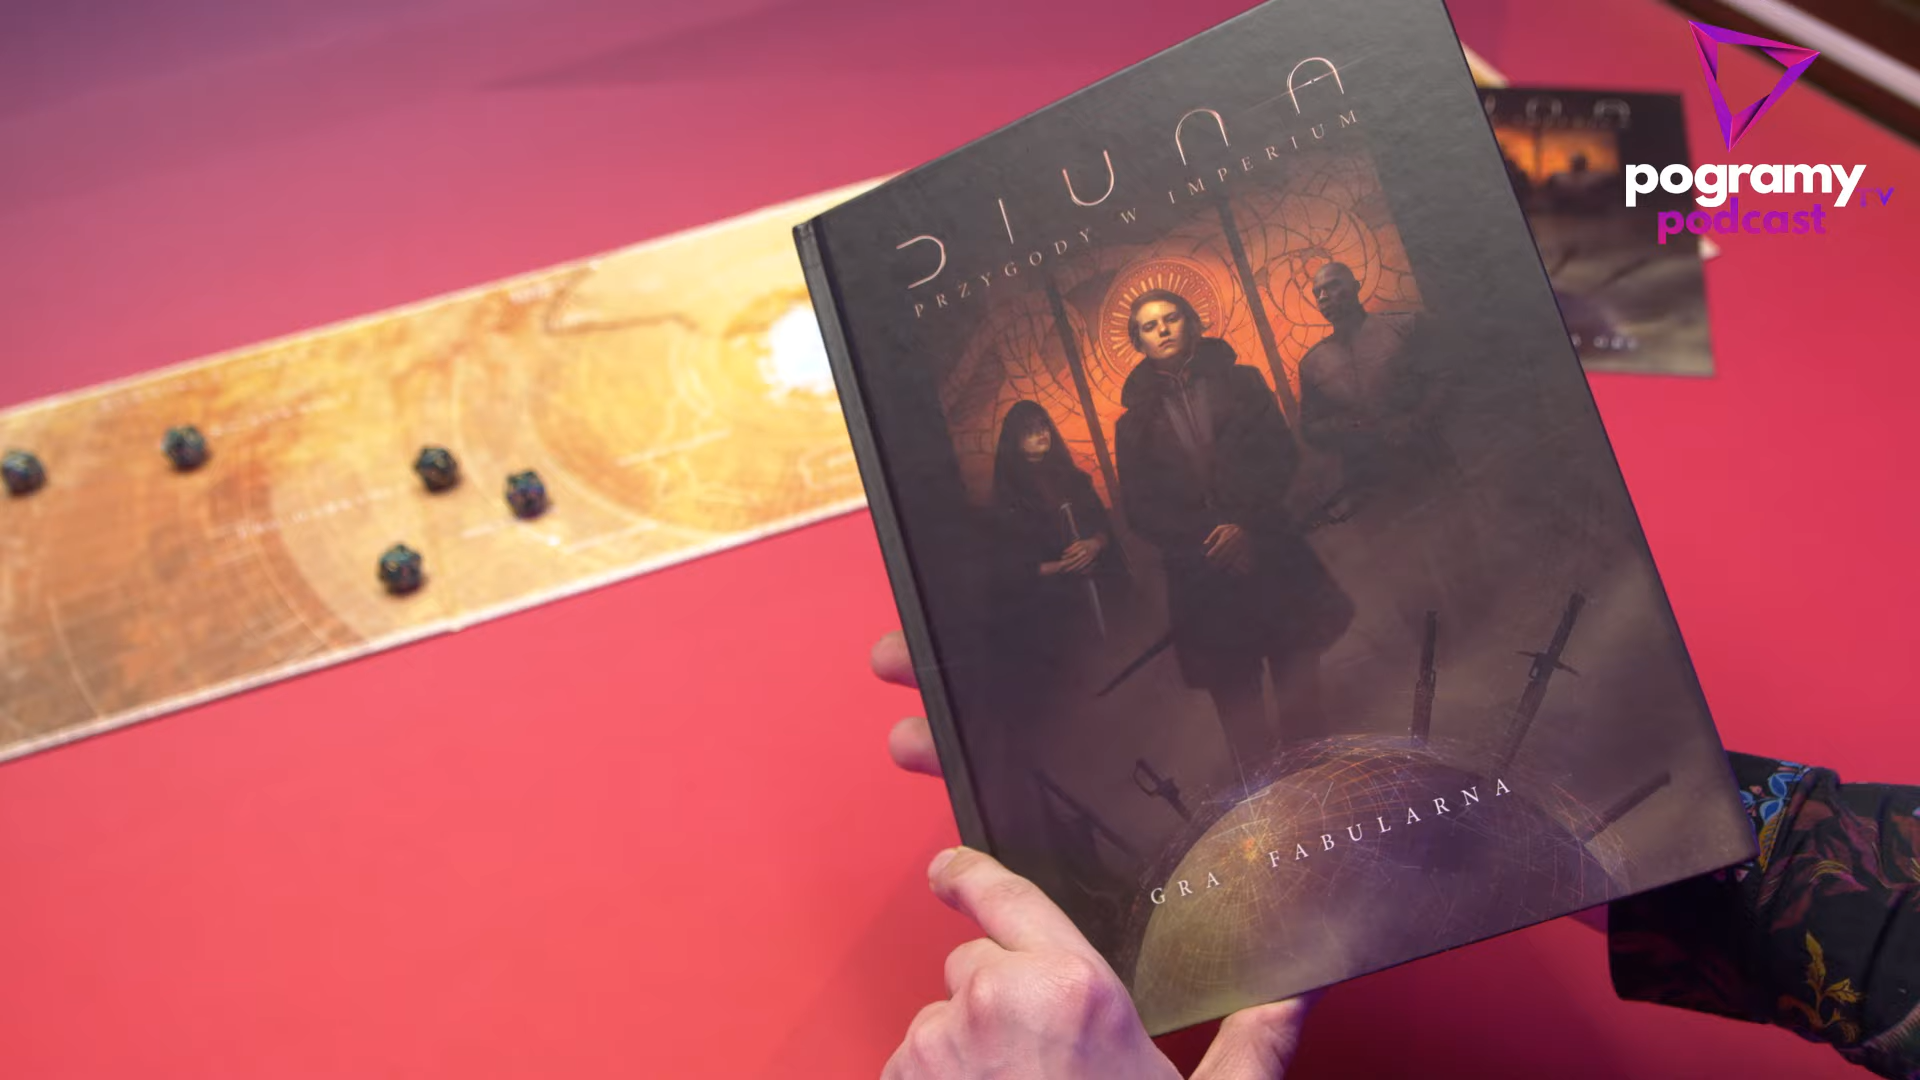 DIUNA
PRZYGODY W IMPERIUM
GRA FABULARNA
pogramy
TV
podcast